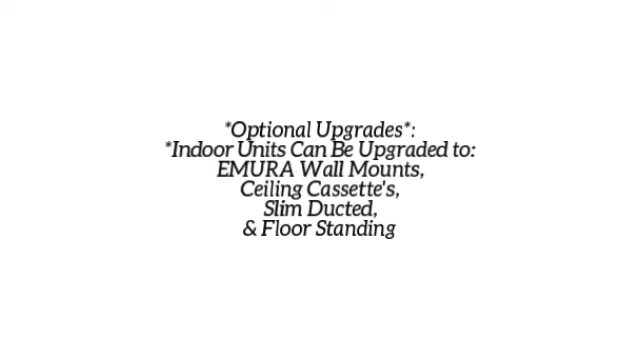 *Optional Upgrades*:
*Indoor Units Can Be Upgraded to:
EMURA Wall Mounts,
Ceiling Cassette's,
Slim Ducted,
& Floor Standing